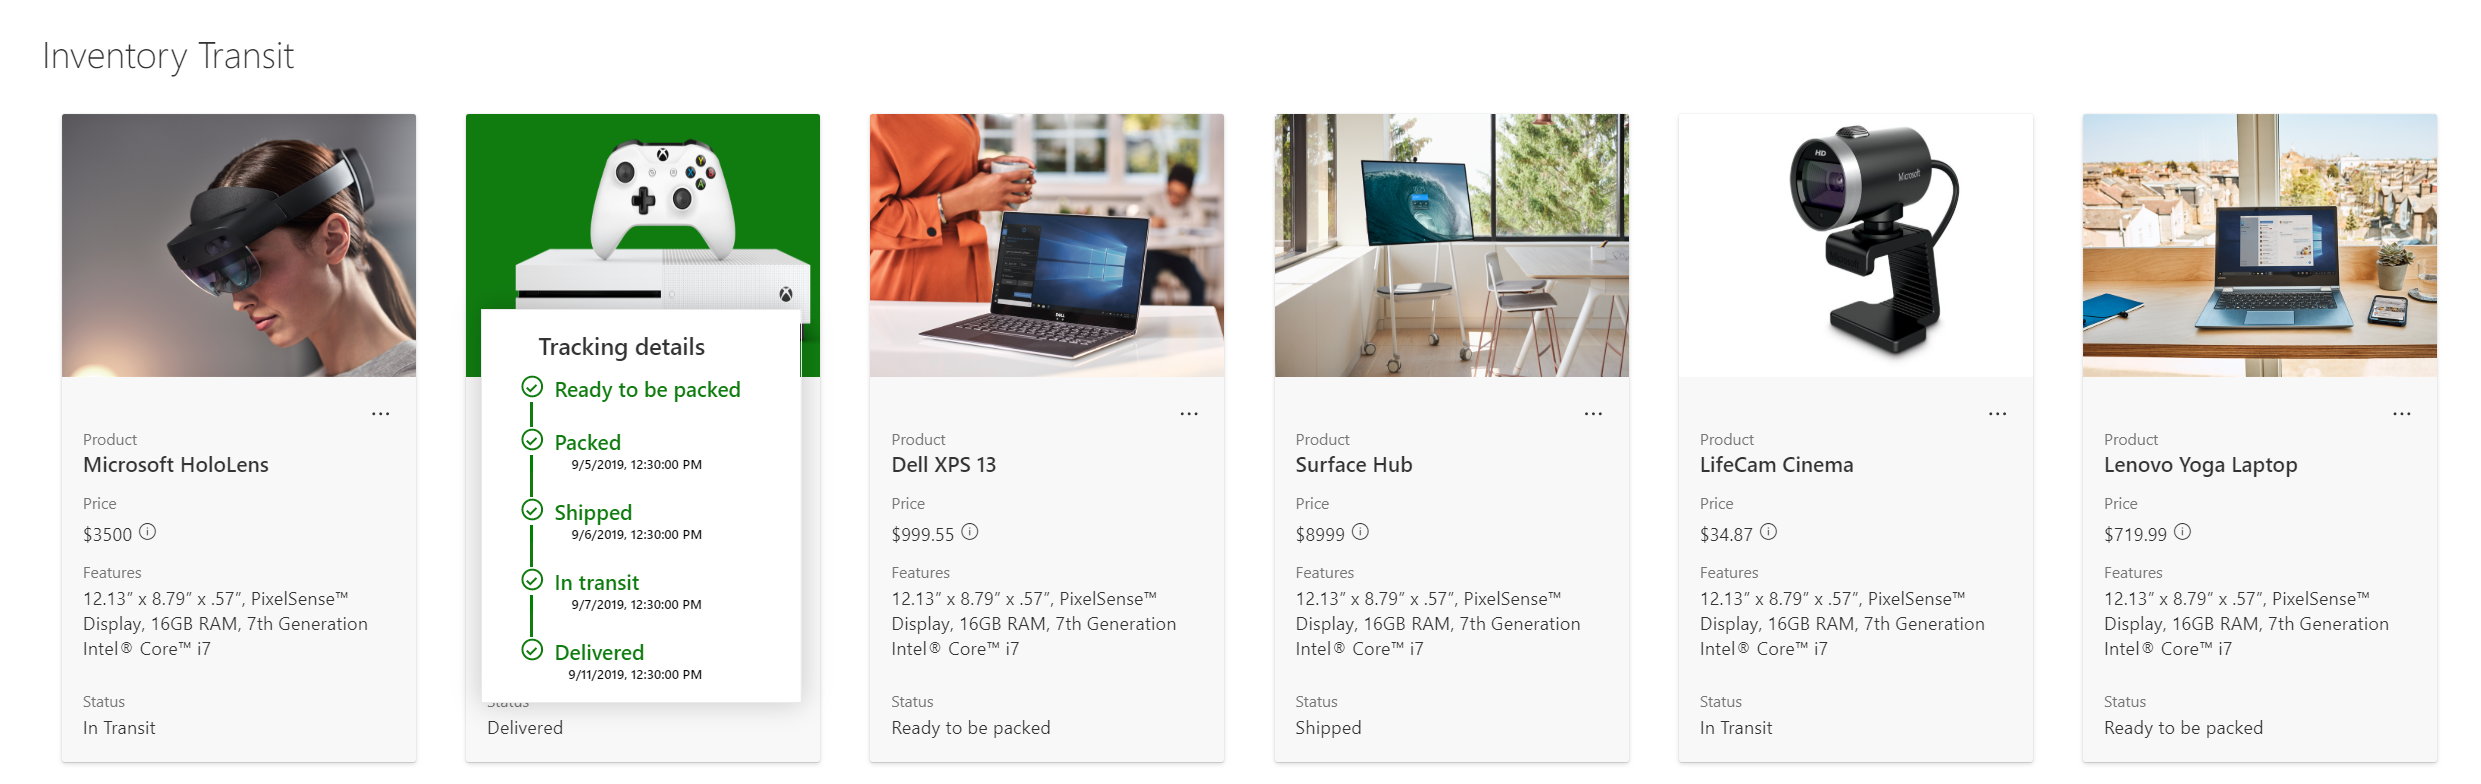 Inventory Transit
HD
Microsoft
Y
X
B
A
DELL
···
Product
Microsoft HoloLens
Price
$3500
Features
12.13” x 8.79” x .57”, PixelSense™
Display, 16GB RAM, 7th Generation
Intel® Core™ i7
Status
In Transit
Tracking details
Ready to be packed
Packed
9/5/2019, 12:30:00 PM
Shipped
9/6/2019, 12:30:00 PM
In transit
9/7/2019, 12:30:00 PM
Delivered
9/11/2019, 12:30:00 PM
Status
Delivered
···
Product
Dell XPS 13
Price
$999.55
Features
12.13” x 8.79” x .57”, PixelSense™
Display, 16GB RAM, 7th Generation
Intel® Core™ i7
Status
Ready to be packed
···
Product
Surface Hub
Price
$8999
Features
12.13” x 8.79” x .57”, PixelSense™
Display, 16GB RAM, 7th Generation
Intel® Core™ i7
Status
Shipped
···
Product
LifeCam Cinema
Price
$34.87
Features
12.13” x 8.79” x .57”, PixelSense™
Display, 16GB RAM, 7th Generation
Intel® Core™ i7
Status
In Transit
···
Product
Lenovo Yoga Laptop
Price
$719.99
Features
12.13” x 8.79” x .57”, PixelSense™
Display, 16GB RAM, 7th Generation
Intel® Core™ i7
Status
Ready to be packed